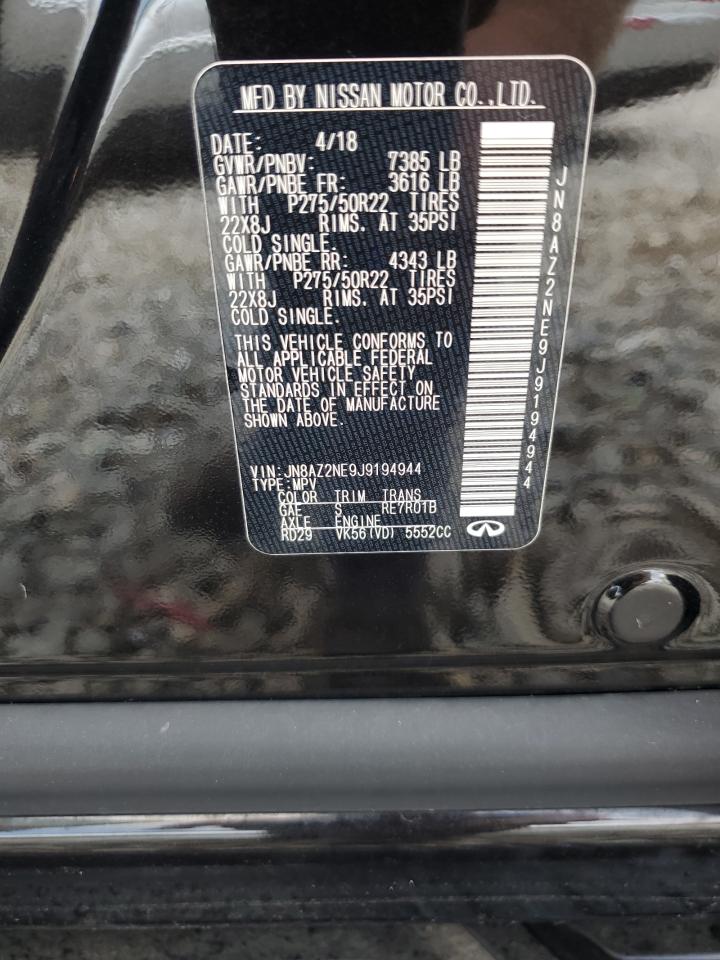 MFD BY NISSAN MOTOR CO.,LTD.
DATE: 4/18
GVWR/PNBV: 7385 LB
GAWR/PNBE FR: 3616 LB
WITH P275/50R22 TIRES
22X8J RIMS. AT 35PSI
COLD SINGLE.
GAWR/PNBE RR: 4343 LB
WITH P275/50R22 TIRES
22X8J RIMS. AT 35PSI
COLD SINGLE.
THIS VEHICLE CONFORMS TO
ALL APPLICABLE FEDERAL
MOTOR VEHICLE SAFETY
STANDARDS IN EFFECT ON
THE DATE OF MANUFACTURE
SHOWN ABOVE.
VIN: JN8AZ2NE9J9194944
TYPE: MPV
COLOR TRIM TRANS
GAE S RE7R01B
AXLE ENGINE
RD29 VK56(VD) 5552CC
JN8AZ2NE9J9194944